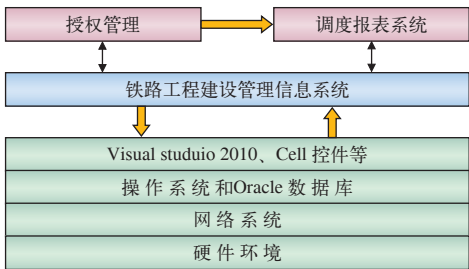 授权管理
调度报表系统
铁路工程建设管理信息系统
Visual studuio 2010、Cell 控件等
操作系统和Oracle 数据库
网络系统
硬件环境